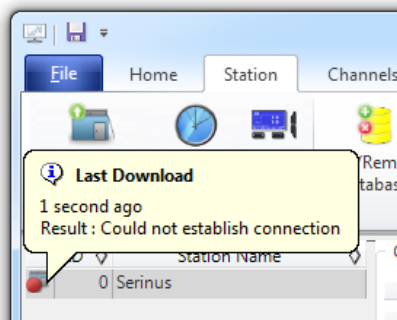 File Home Station Channels
Last Download
1 second ago
Result : Could not establish connection
Station Name
0 Serinus